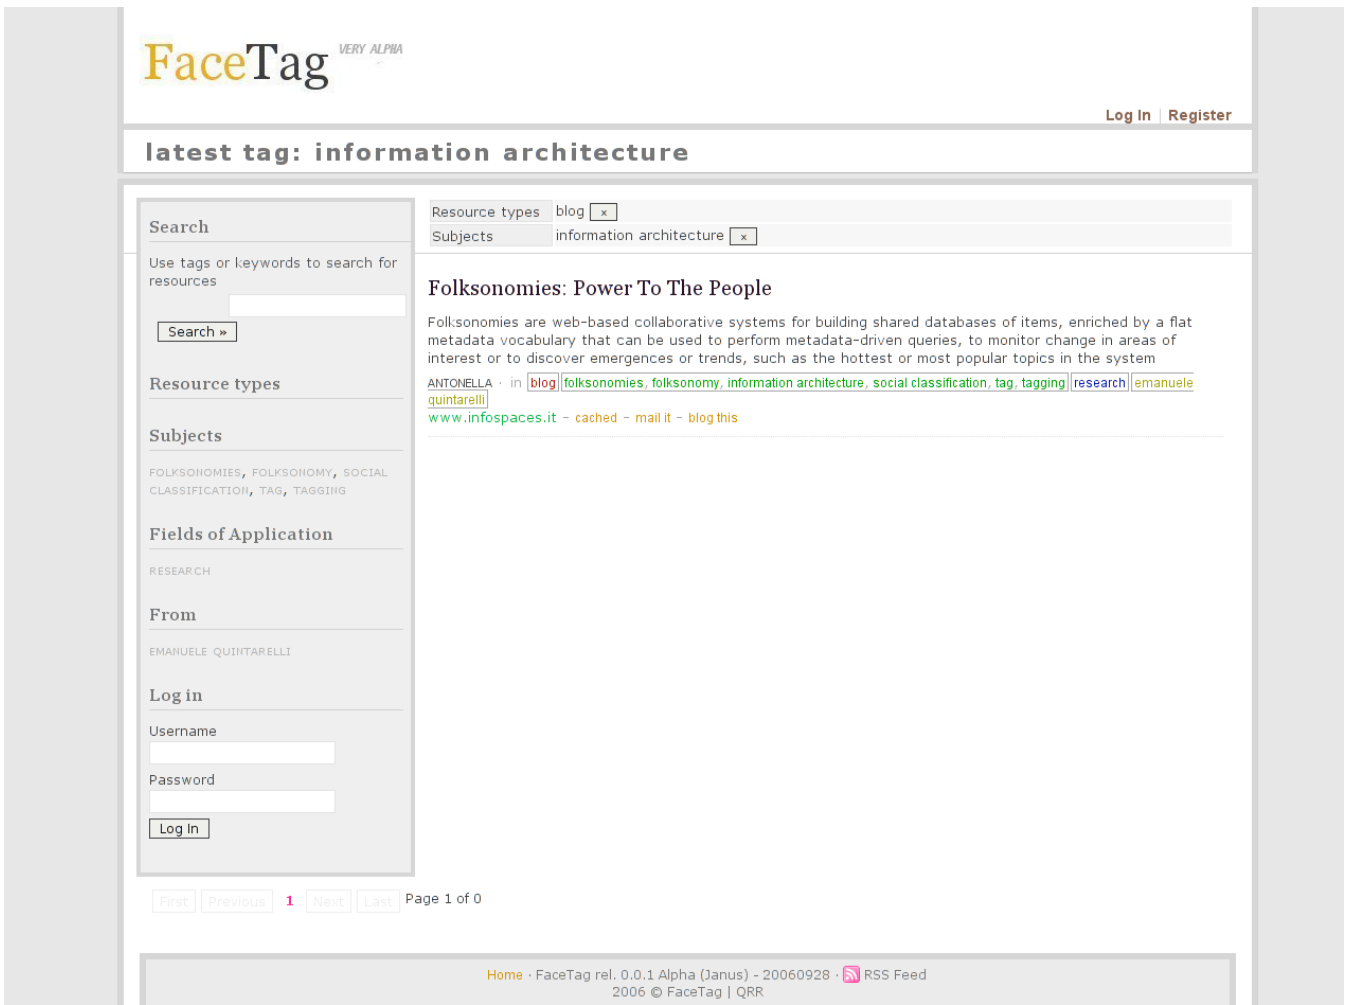 FaceTag VERY ALPHA
Log In | Register
latest tag: information architecture
Search
Use tags or keywords to search for
resources
Search »
Resource types
Subjects
FOLKSONOMIES, FOLKSONOMY, SOCIAL
CLASSIFICATION, TAG, TAGGING
Fields of Application
RESEARCH
From
EMANUELE QUINTARELLI
Log in
Username
Password
Log In
Resource types blog ×
Subjects information architecture ×
Folksonomies: Power To The People
Folksonomies are web-based collaborative systems for building shared databases of items, enriched by a flat
metadata vocabulary that can be used to perform metadata-driven queries, to monitor change in areas of
interest or to discover emergences or trends, such as the hottest or most popular topics in the system
ANTONELLA · in blog folksonomies, folksonomy, information architecture, social classification, tag, tagging research emanuele
quintarelli
www.infospaces.it – cached – mail it – blog this
First Previous 1 Next Last Page 1 of 0
Home · FaceTag rel. 0.0.1 Alpha (Janus) - 20060928 · RSS Feed
2006 © FaceTag | QRR